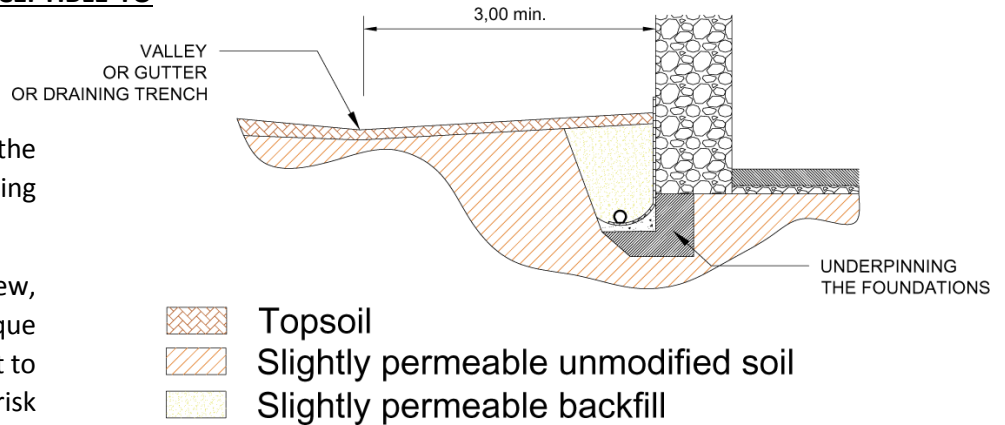 3,00 min.
VALLEY
OR GUTTER
OR DRAINING TRENCH
the
ing
ew,
que
t to
risk
UNDERPINNING
THE FOUNDATIONS
Topsoil
Slightly permeable unmodified soil
Slightly permeable backfill